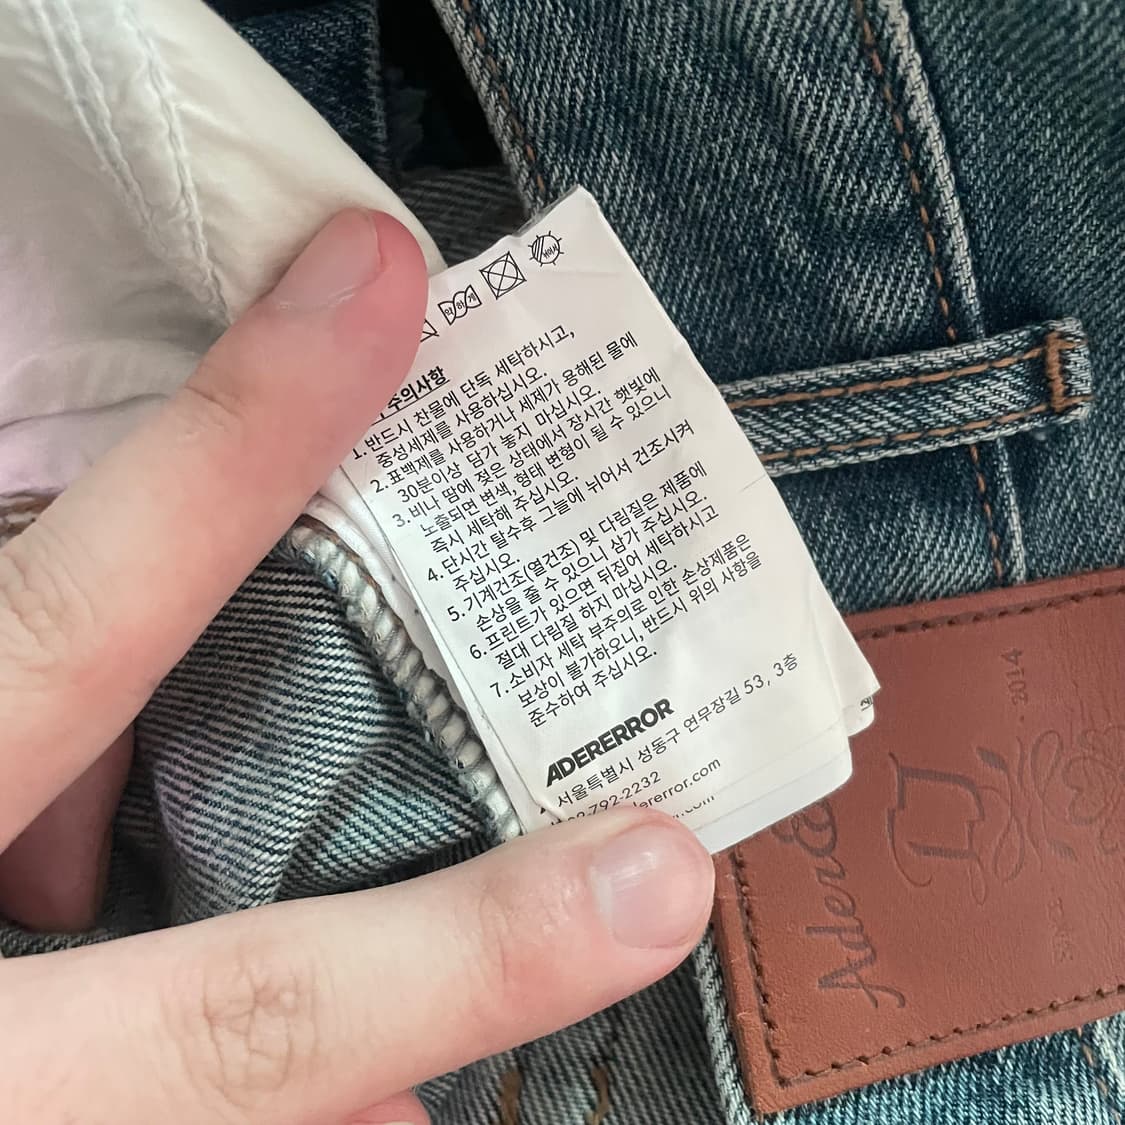 약하게
주의사항
1. 반드시 찬물에 단독 세탁하시고,
중성세제를 사용하십시오.
2. 표백제를 사용하거나 세제가 용해된 물에
30분이상 담가 놓지 마십시오.
3. 비나 땀에 젖은 상태에서 장시간 햇빛에
노출되면 변색, 형태 변형이 될 수 있으니
즉시 세탁해 주십시오.
4. 단시간 탈수후 그늘에 뉘어서 건조시켜
주십시오.
5. 기계건조(열건조) 및 다림질은 제품에
손상을 줄 수 있으니 삼가 주십시오.
6. 프린트가 있으면 뒤집어 세탁하시고
절대 다림질 하지 마십시오.
7. 소비자 세탁 부주의로 인한 손상제품은
보상이 불가하오니, 반드시 위의 사항을
준수하여 주십시오.
ADERERROR
서울특별시 성동구 연무장길 53, 3층
02-792-2232
ererror.com
2014
Ader